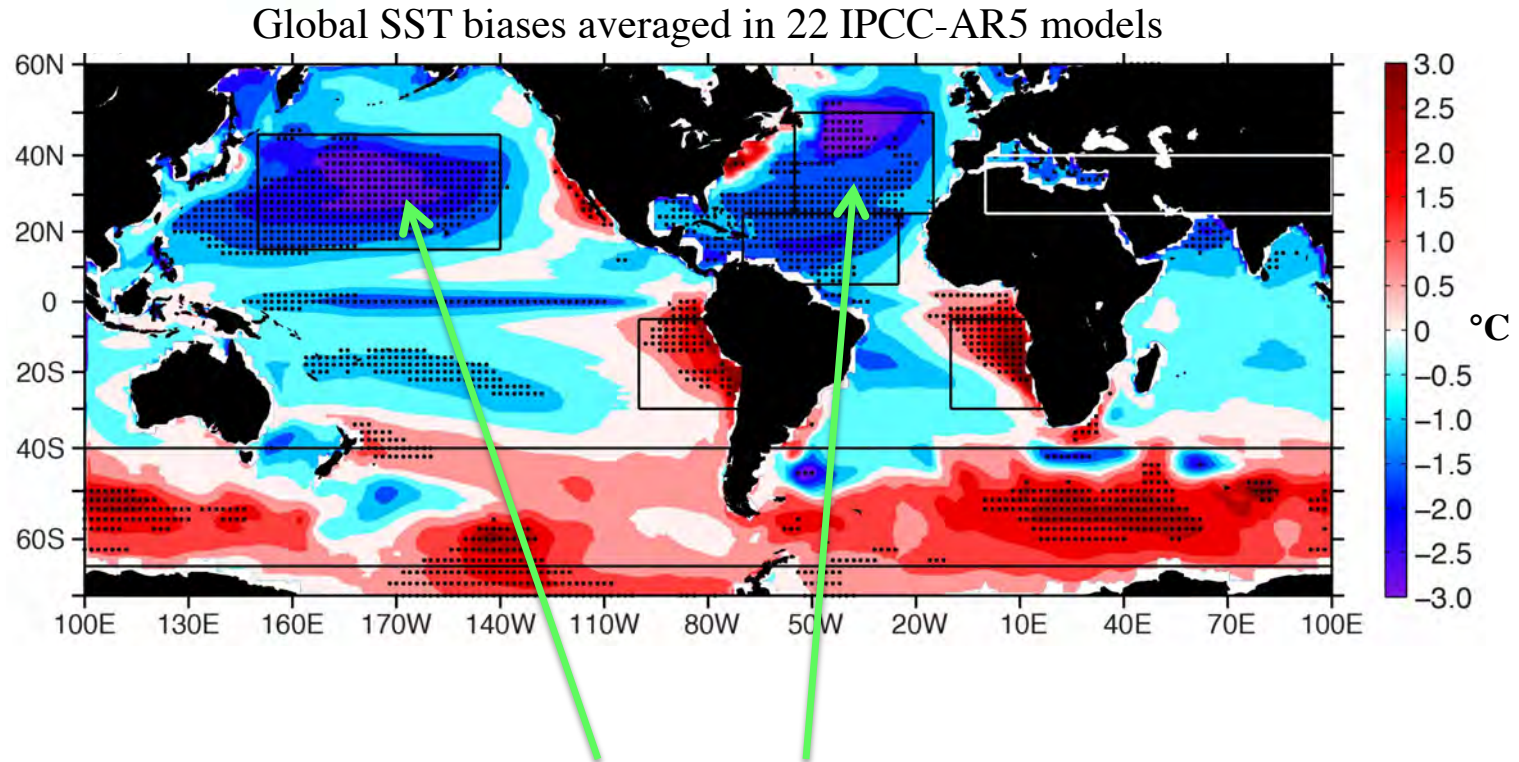 Global SST biases averaged in 22 IPCC-AR5 models
60N
40N
20N
0
20S
40S
60S
100E 130E 160E 170W 140W 110W 80W 50W 20W 10E 40E 70E 100E
3.0
2.5
2.0
1.5
1.0
0.5
0
−0.5
−1.0
−1.5
−2.0
−2.5
−3.0
°C